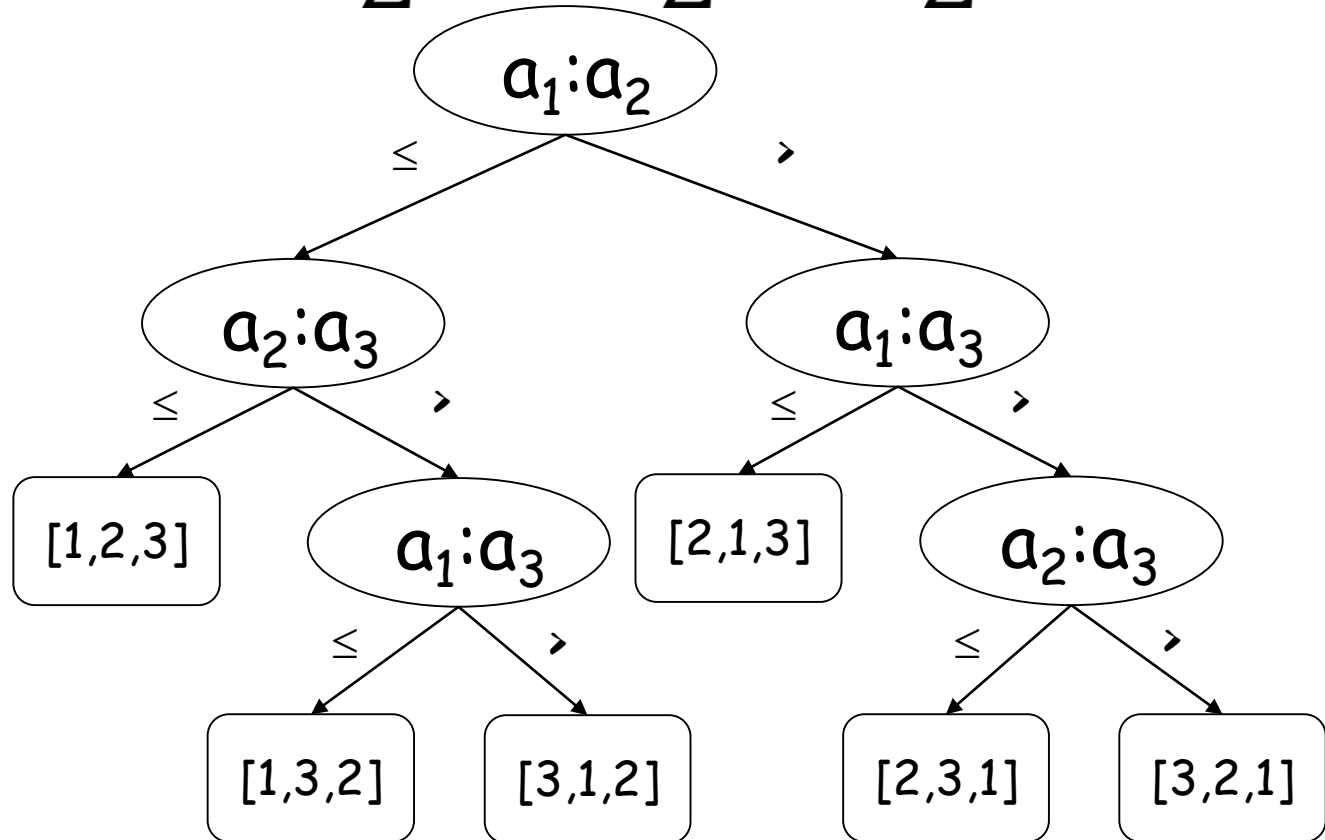 a₁:a₂
≤ >
a₂:a₃ a₁:a₃
≤ > ≤ >
[1,2,3] a₁:a₃ [2,1,3] a₂:a₃
≤ > ≤ >
[1,3,2] [3,1,2] [2,3,1] [3,2,1]